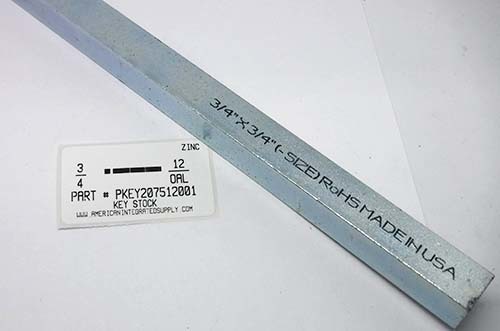 ZINC
3/4 12
OAL
PART # PKEY207512001
KEY STOCK
WWW.AMERICANINTEGRATEDSUPPLY.COM
3/4" X 3/4" (-SIZE) RoHS MADE IN USA